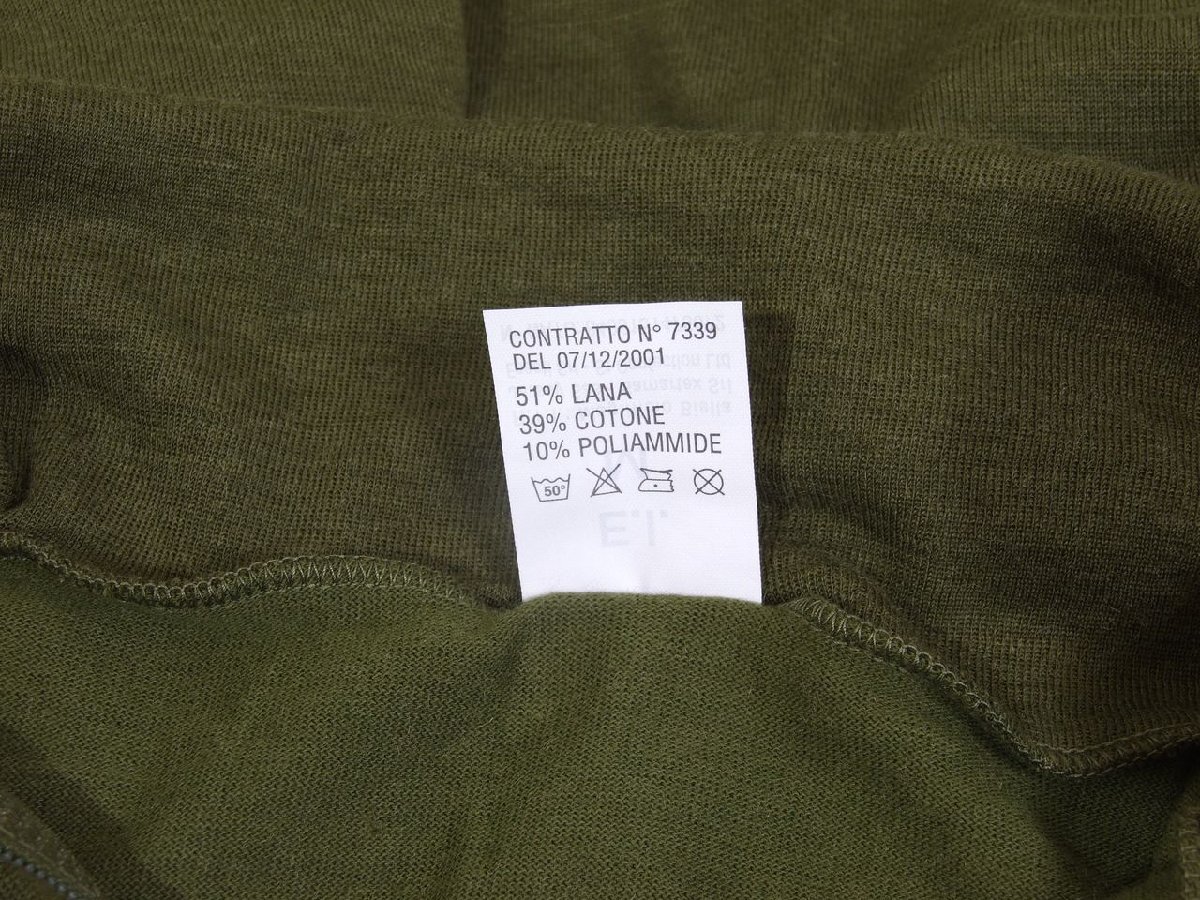 CONTRATTO N° 7339
DEL 07/12/2001
51% LANA
39% COTONE
10% POLIAMMIDE
50°
E.I.